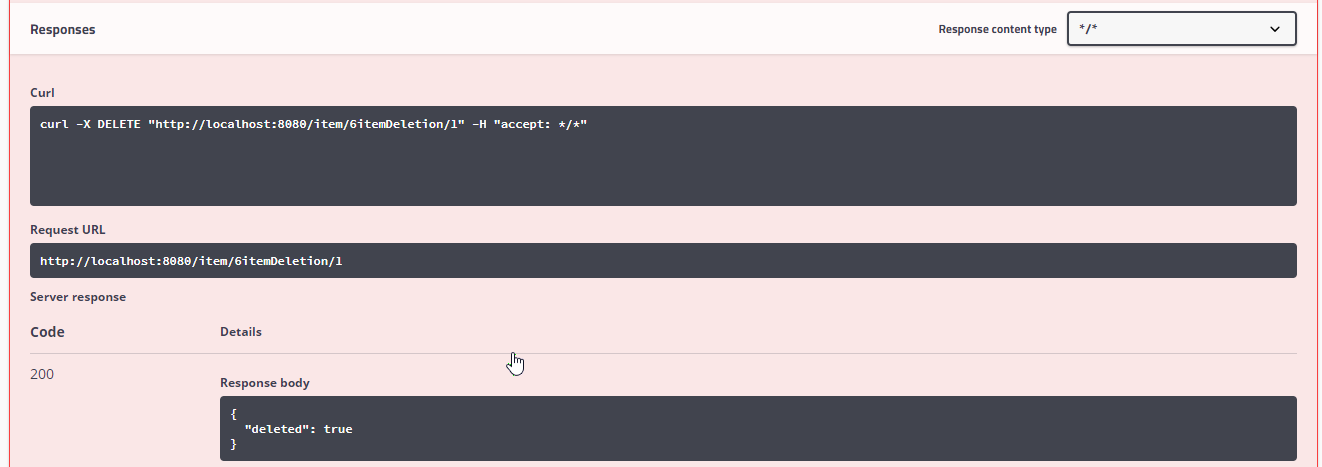 Responses
Response content type
*/*
Curl
curl -X DELETE "http://localhost:8080/item/6itemDeletion/1" -H "accept: */*"
Request URL
http://localhost:8080/item/6itemDeletion/1
Server response
Code Details
200
Response body
{
  "deleted": true
}